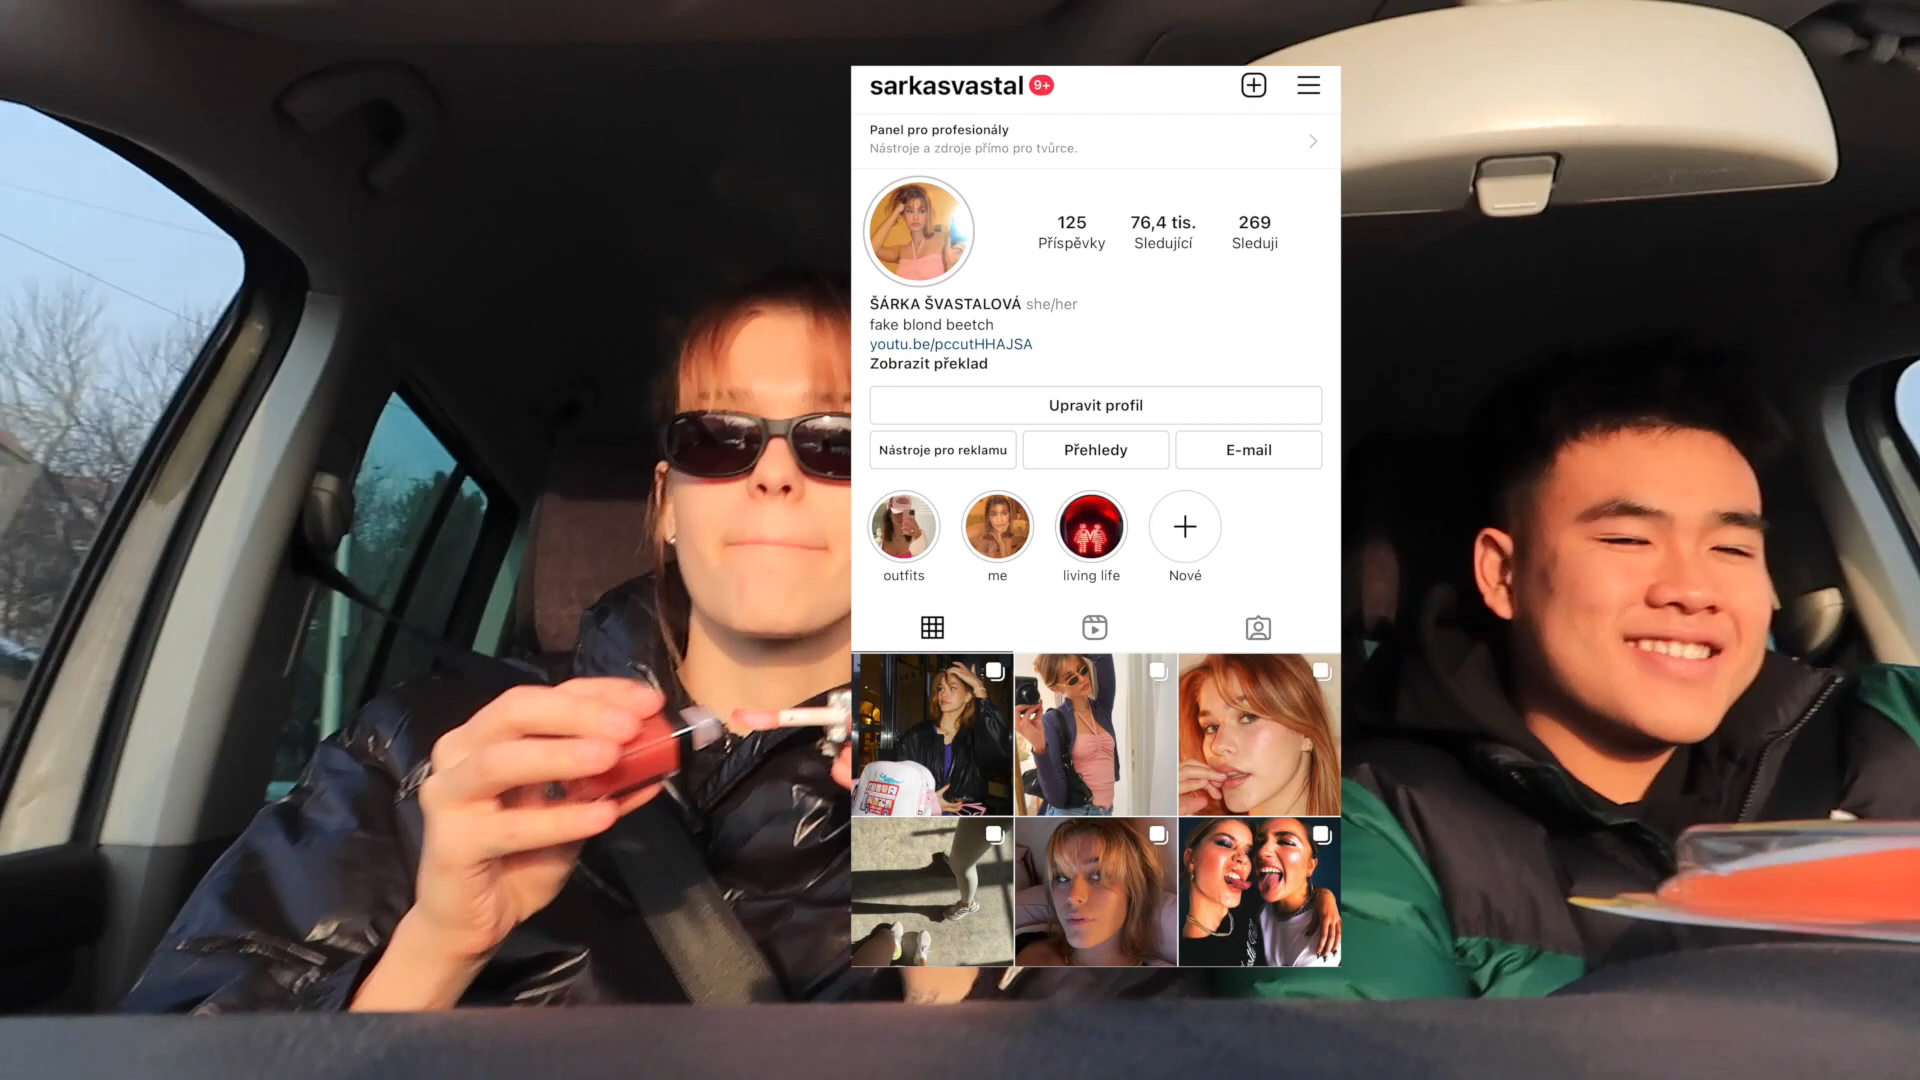 sarkasvastal 9+
Panel pro profesionály
Nástroje a zdroje přímo pro tvůrce.
125 76,4 tis. 269
Příspěvky Sledující Sleduji
ŠÁRKA ŠVASTALOVÁ she/her
fake blond beetch
youtu.be/pccutHHAJSA
Zobrazit překlad
Upravit profil
Nástroje pro reklamu Přehledy E-mail
outfits me living life Nové